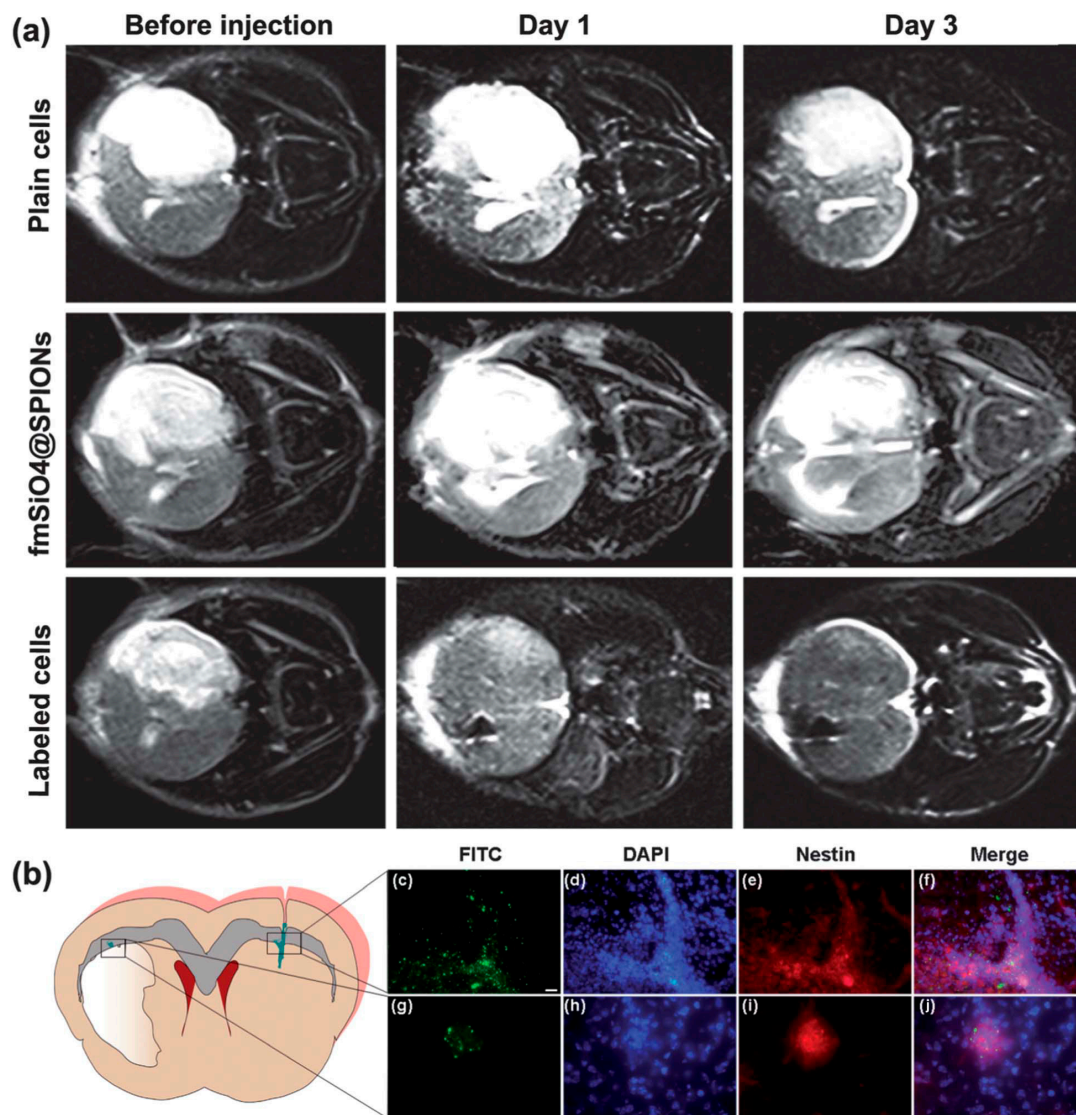 (a)
Before injection
Day 1
Day 3
Plain cells
fmSiO4@SPIONs
Labeled cells
(b)
FITC
DAPI
Nestin
Merge
(c)
(d)
(e)
(f)
(g)
(h)
(i)
(j)